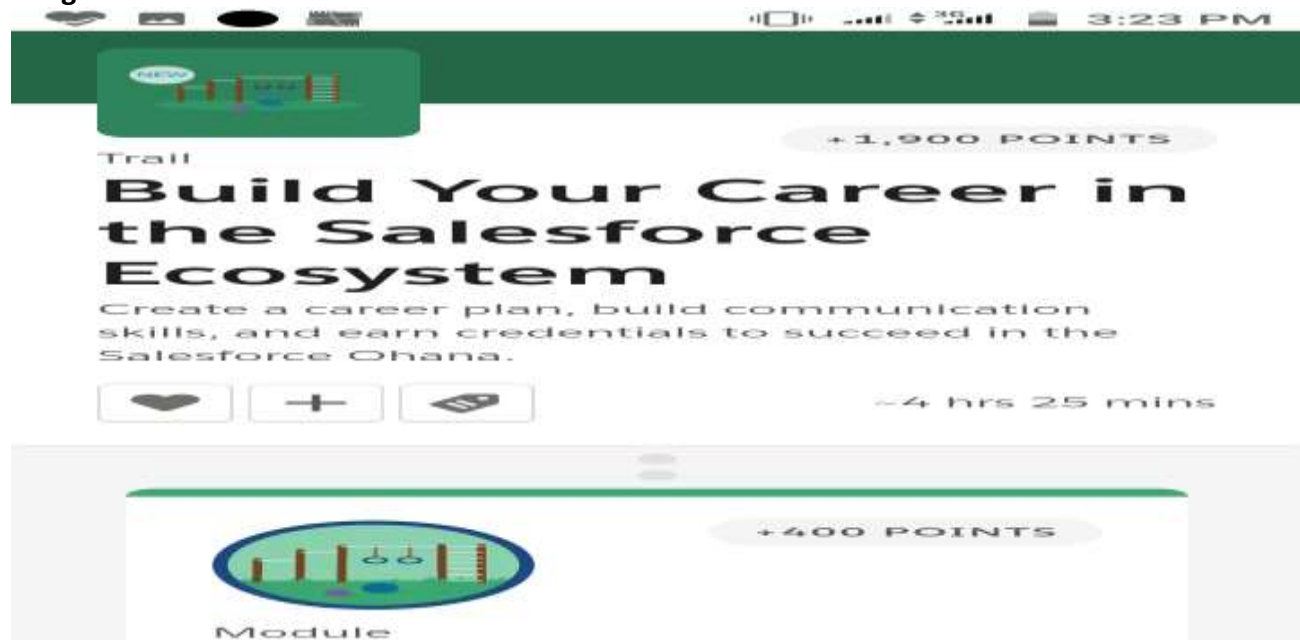 3G 3:23 PM
NEW
+1,900 POINTS
Trail
Build Your Career in
the Salesforce
Ecosystem
Create a career plan, build communication
skills, and earn credentials to succeed in the
Salesforce Ohana.
~4 hrs 25 mins
+400 POINTS
Module